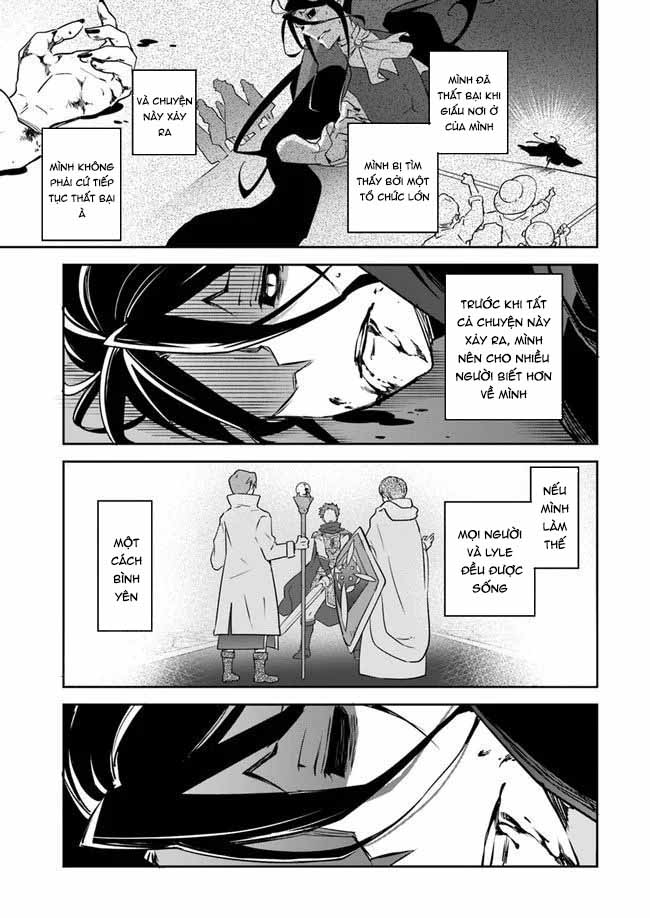 MÌNH ĐÃ
THẤT BẠI KHI
GIẤU NƠI Ở
CỦA MÌNH
MÌNH BỊ TÌM
THẤY BỞI MỘT
TỔ CHỨC LỚN
VÀ CHUYỆN
NÀY XẢY
RA
MÌNH KHÔNG
PHẢI CỨ TIẾP
TỤC THẤT BẠI
À
TRƯỚC KHI TẤT
CẢ CHUYỆN NÀY
XẢY RA, MÌNH
NÊN CHO NHIỀU
NGƯỜI BIẾT HƠN
VỀ MÌNH
NẾU
MÌNH LÀM
THẾ
MỌI NGƯỜI
VÀ LYLE
ĐỀU ĐƯỢC
SỐNG
MỘT
CÁCH
BÌNH
YÊN